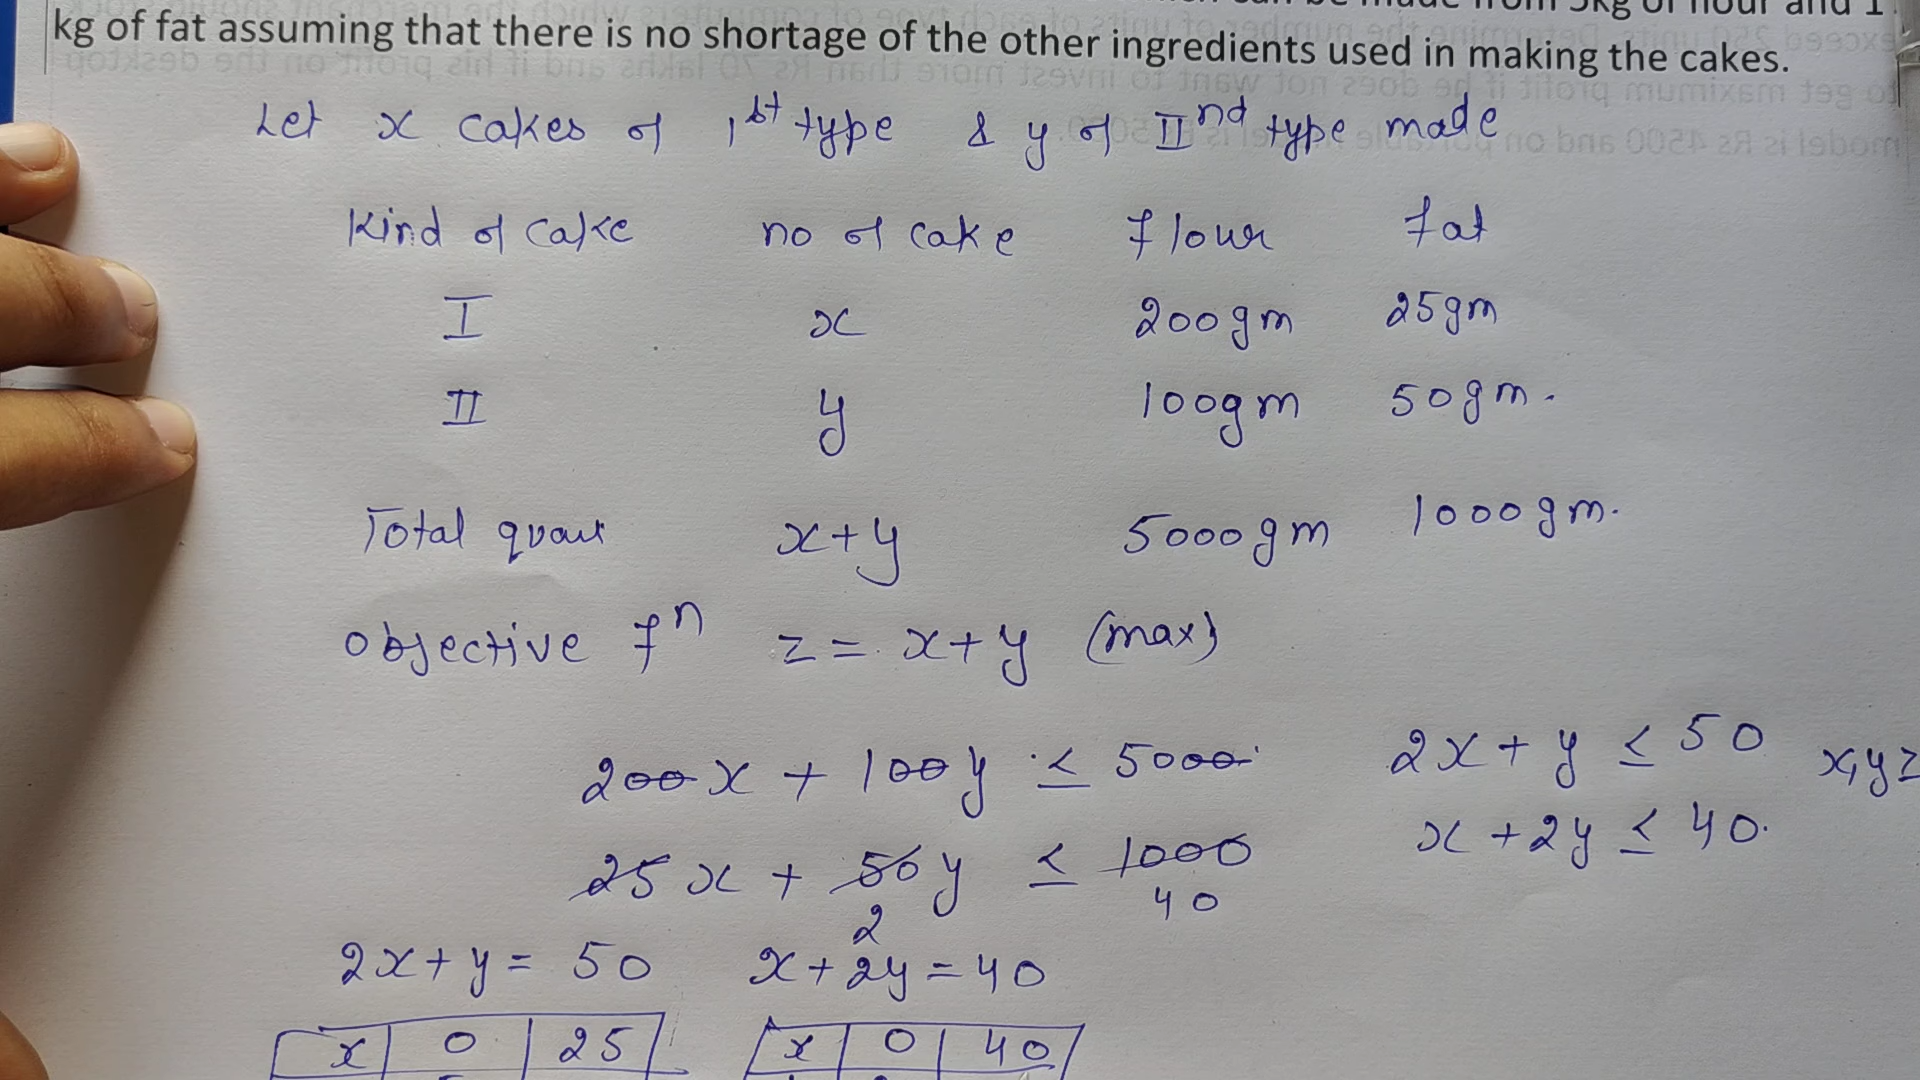 kg of fat assuming that there is no shortage of the other ingredients used in making the cakes.
Let x cakes of 1st type & y of IInd type made
Kind of cake no of cake flour fat
I x 200gm 25gm
II y 100gm 50gm.
Total quant x+y 5000gm 1000gm.
Objective fn z = x+y (max)
200x + 100y ≤ 5000 2x + y ≤ 50 x,y ≥
25x + 50y ≤ 1000 x + 2y ≤ 40.
2 40
2x + y = 50 x + 2y = 40
x 0 25 x 0 40